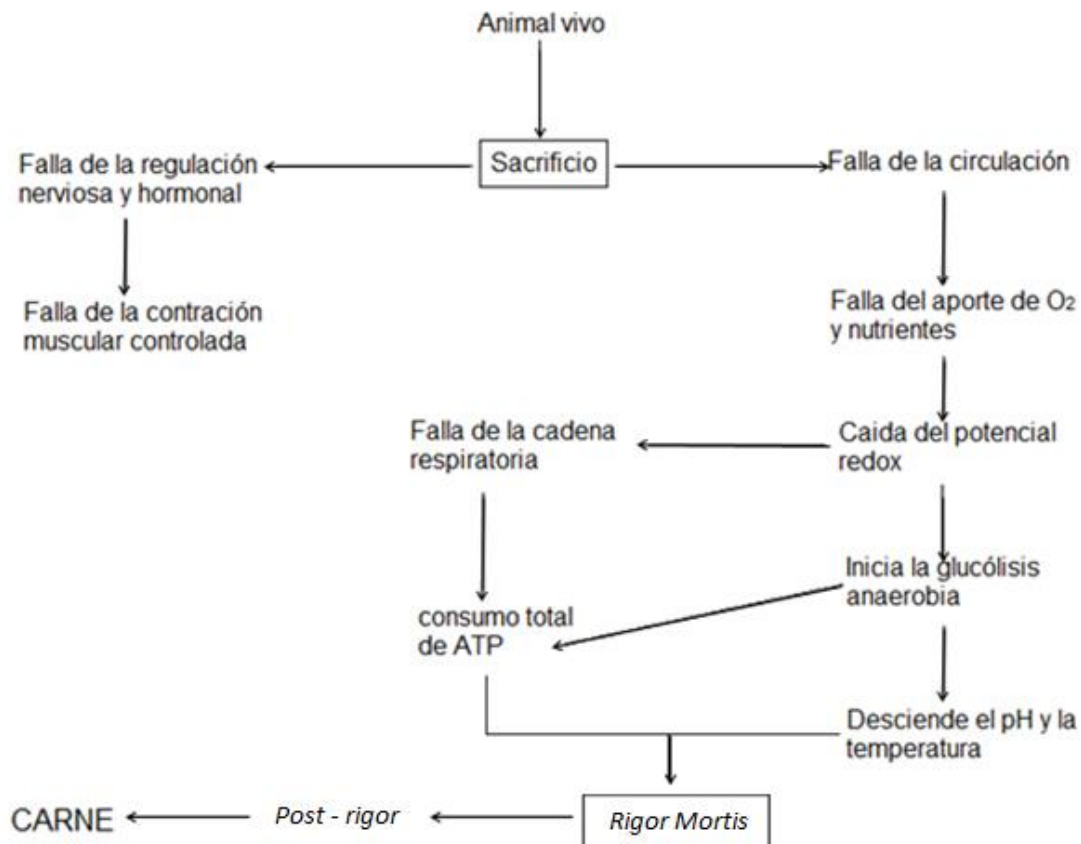 Animal vivo
Sacrificio
Falla de la regulación
nerviosa y hormonal
Falla de la circulación
Falla de la contración
muscular controlada
Falla del aporte de O2
y nutrientes
Falla de la cadena
respiratoria
Caida del potencial
redox
Inicia la glucólisis
anaerobia
consumo total
de ATP
Desciende el pH y la
temperatura
CARNE
Post - rigor
Rigor Mortis